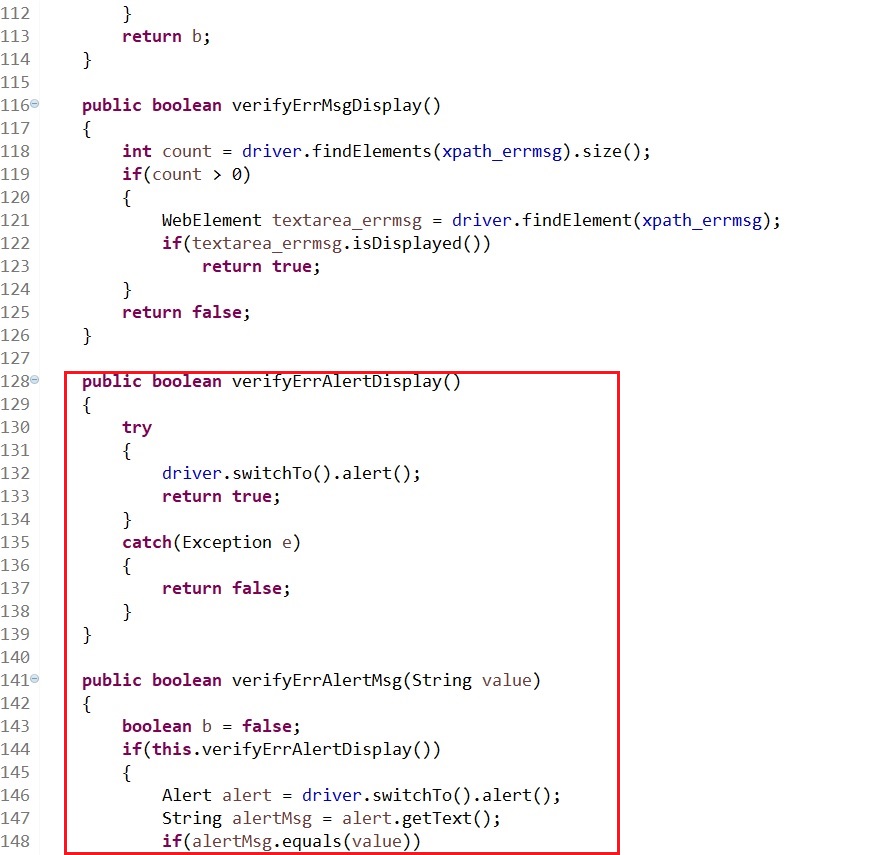 112         }
113         return b;
114     }
115
116     public boolean verifyErrMsgDisplay()
117     {
118         int count = driver.findElements(xpath_errmsg).size();
119         if(count > 0)
120         {
121             WebElement textarea_errmsg = driver.findElement(xpath_errmsg);
122             if(textarea_errmsg.isDisplayed())
123                 return true;
124         }
125         return false;
126     }
127
128     public boolean verifyErrAlertDisplay()
129     {
130         try
131         {
132             driver.switchTo().alert();
133             return true;
134         }
135         catch(Exception e)
136         {
137             return false;
138         }
139     }
140
141     public boolean verifyErrAlertMsg(String value)
142     {
143         boolean b = false;
144         if(this.verifyErrAlertDisplay())
145         {
146             Alert alert = driver.switchTo().alert();
147             String alertMsg = alert.getText();
148             if(alertMsg.equals(value))